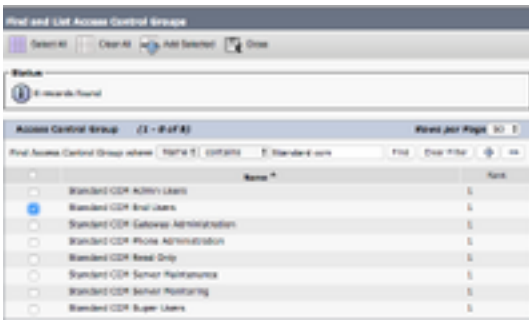 Find and List Access Control Groups
Select All Clear All Add Selected Close
Status
8 records found
Access Control Group (1 - 8 of 8) Rows per Page 50
Find Access Control Group where Name contains Standard ccm Find Clear Filter
Name Rank
Standard CCM Admin Users 1
Standard CCM End Users 1
Standard CCM Gateway Administration 1
Standard CCM Phone Administration 1
Standard CCM Read Only 1
Standard CCM Server Maintenance 1
Standard CCM Server Monitoring 1
Standard CCM Super Users 1